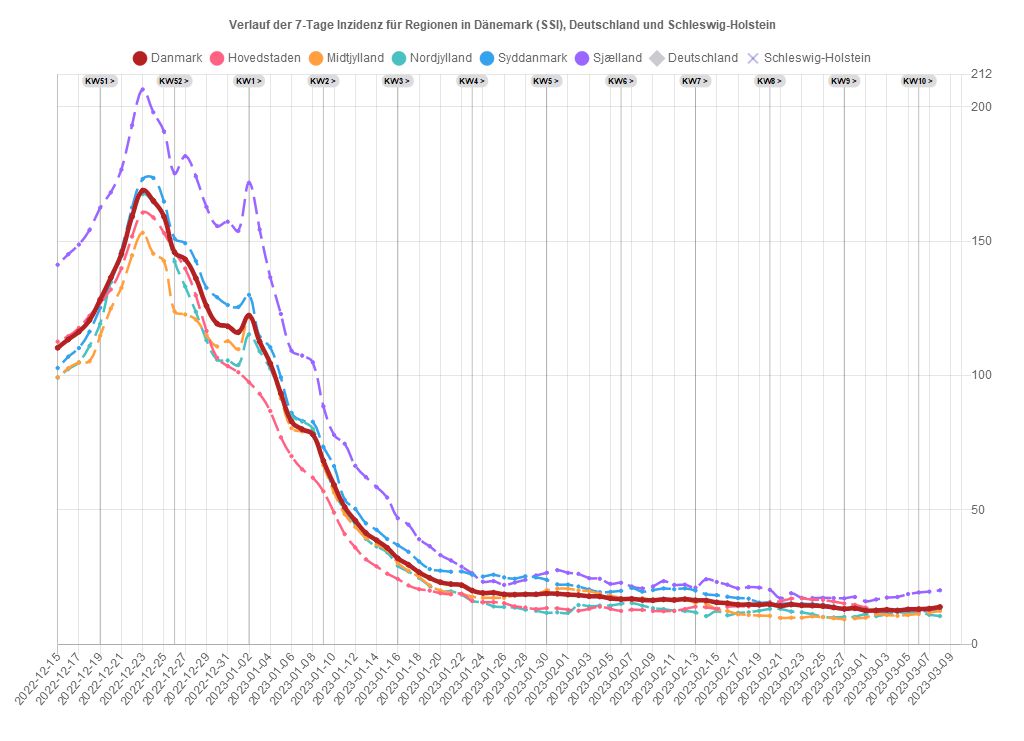 Verlauf der 7-Tage Inzidenz für Regionen in Dänemark (SSI), Deutschland und Schleswig-Holstein
Danmark Hovedstaden Midtjylland Nordjylland Syddanmark Sjælland Deutschland Schleswig-Holstein
KW51 > KW52 > KW1 > KW2 > KW3 > KW4 > KW5 > KW6 > KW7 > KW8 > KW9 > KW10 >
212
200
150
100
50
0
2022-12-15 2022-12-17 2022-12-19 2022-12-21 2022-12-23 2022-12-25 2022-12-27 2022-12-29 2022-12-31 2023-01-02 2023-01-04 2023-01-06 2023-01-08 2023-01-10 2023-01-12 2023-01-14 2023-01-16 2023-01-18 2023-01-20 2023-01-22 2023-01-24 2023-01-26 2023-01-28 2023-01-30 2023-02-01 2023-02-03 2023-02-05 2023-02-07 2023-02-09 2023-02-11 2023-02-13 2023-02-15 2023-02-17 2023-02-19 2023-02-21 2023-02-23 2023-02-25 2023-02-27 2023-03-01 2023-03-03 2023-03-05 2023-03-07 2023-03-09